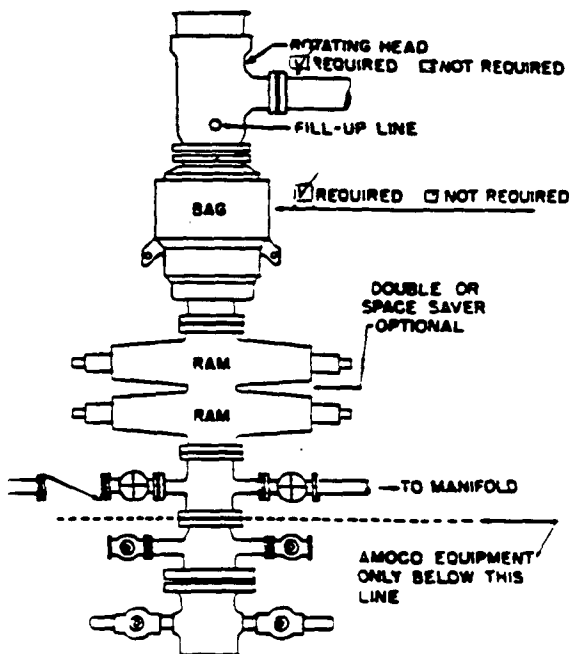 ROTATING HEAD
☑ REQUIRED ☐ NOT REQUIRED
FILL-UP LINE
☑ REQUIRED ☐ NOT REQUIRED
BAG
DOUBLE OR
SPACE SAVER
OPTIONAL
RAM
RAM
TO MANIFOLD
AMOCO EQUIPMENT
ONLY BELOW THIS
LINE